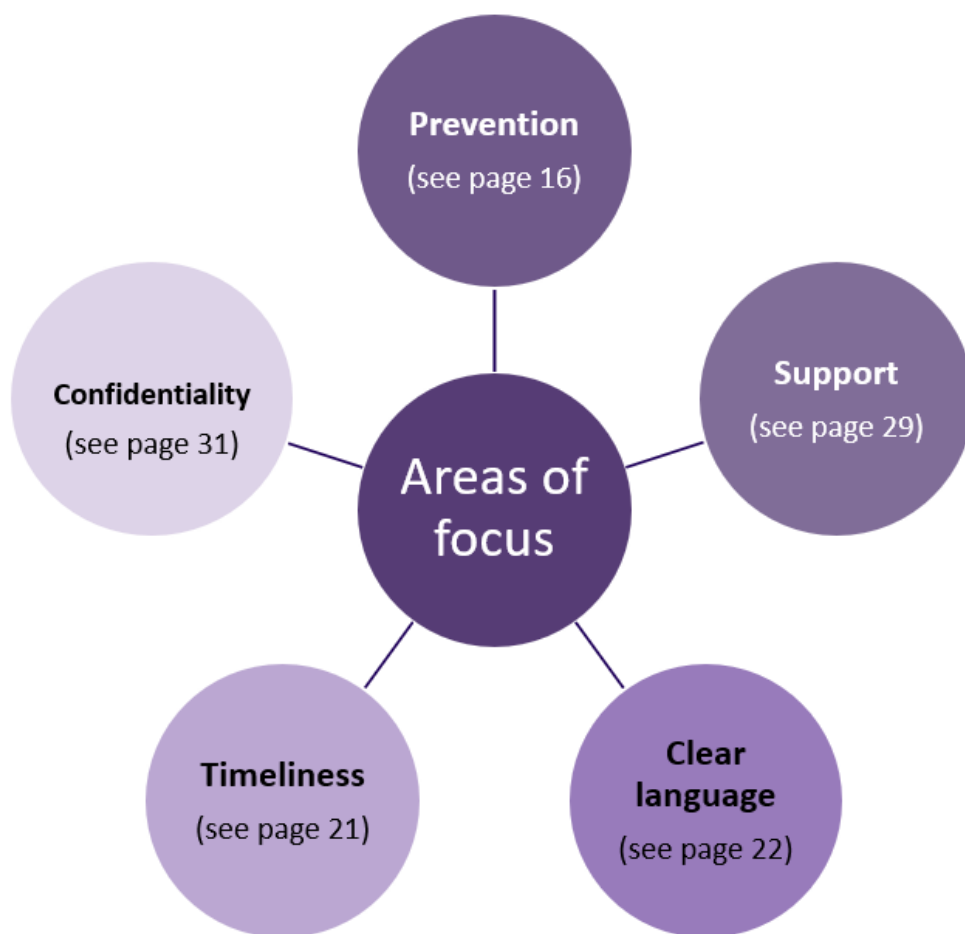 Prevention
(see page 16)
Support
(see page 29)
Clear
language
(see page 22)
Timeliness
(see page 21)
Confidentiality
(see page 31)
Areas of
focus